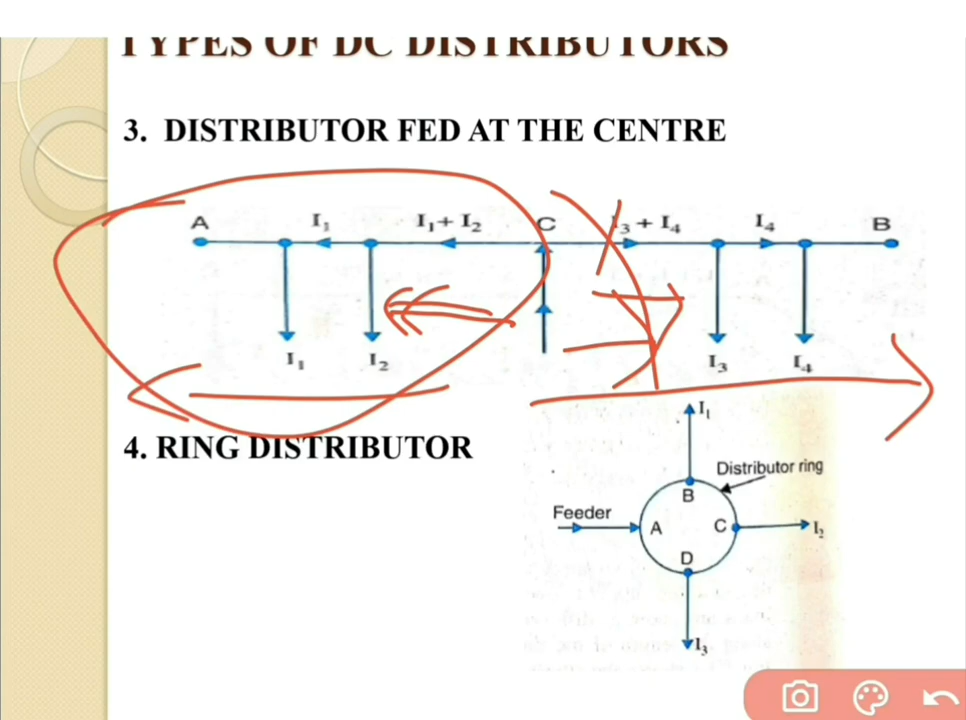 TYPES OF DC DISTRIBUTORS
3. DISTRIBUTOR FED AT THE CENTRE
A I₁ I₁+ I₂ C I₃ + I₄ I₄ B
I₁ I₂ I₃ I₄
4. RING DISTRIBUTOR
I₁
Distributor ring
B
Feeder
A C I₂
D
I₃